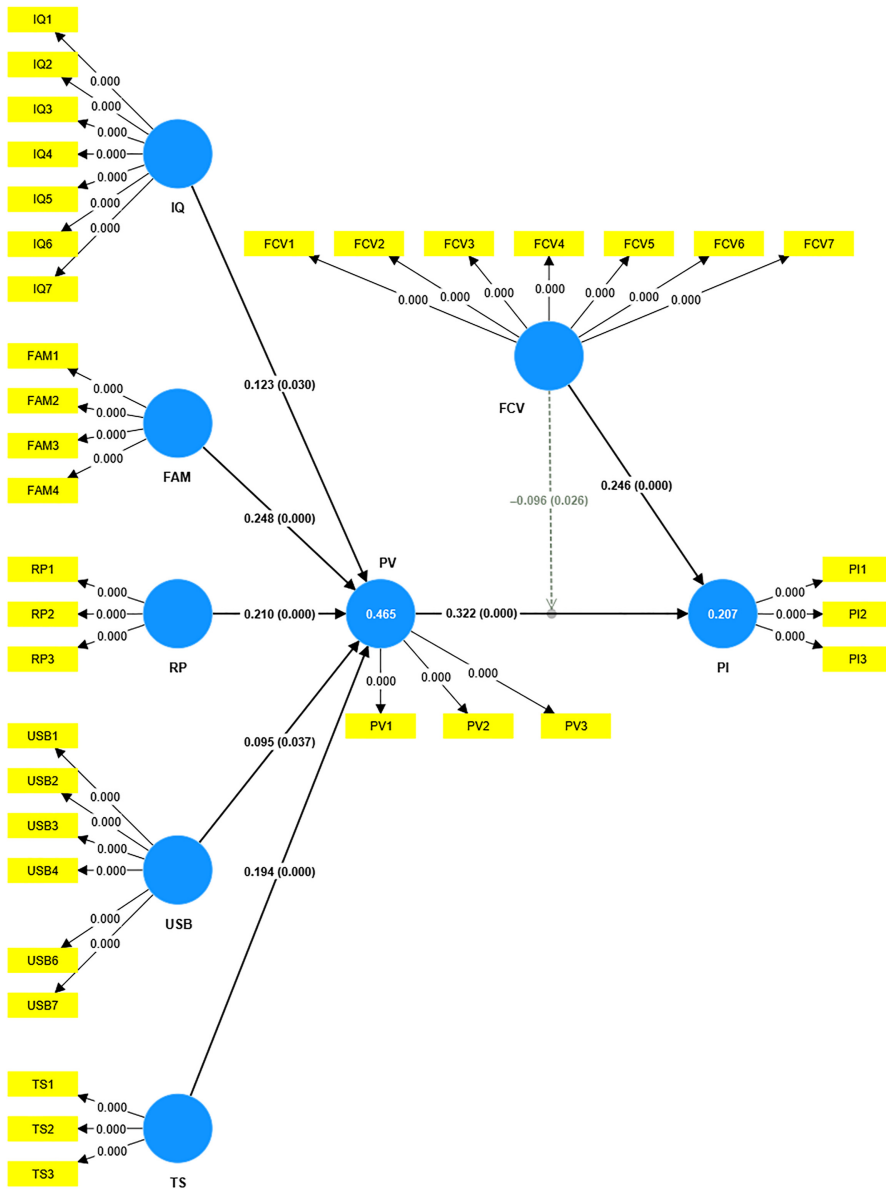 IQ1
IQ2
IQ3
IQ4
IQ5
IQ6
IQ7
0.000
0.000
0.000
0.000
0.000
0.000
0.000
IQ
FCV1
FCV2
FCV3
FCV4
FCV5
FCV6
FCV7
0.000
0.000
0.000
0.000
0.000
0.000
0.000
FCV
FAM1
FAM2
FAM3
FAM4
0.000
0.000
0.000
0.000
FAM
0.123 (0.030)
0.248 (0.000)
–0.096 (0.026)
0.246 (0.000)
RP1
RP2
RP3
0.000
0.000
0.000
RP
0.210 (0.000)
PV
0.465
0.322 (0.000)
0.207
PI
0.000
0.000
0.000
PI1
PI2
PI3
0.000
0.000
0.000
PV1
PV2
PV3
USB1
USB2
USB3
USB4
USB6
USB7
0.000
0.000
0.000
0.000
0.000
0.000
USB
0.095 (0.037)
0.194 (0.000)
TS1
TS2
TS3
0.000
0.000
0.000
TS